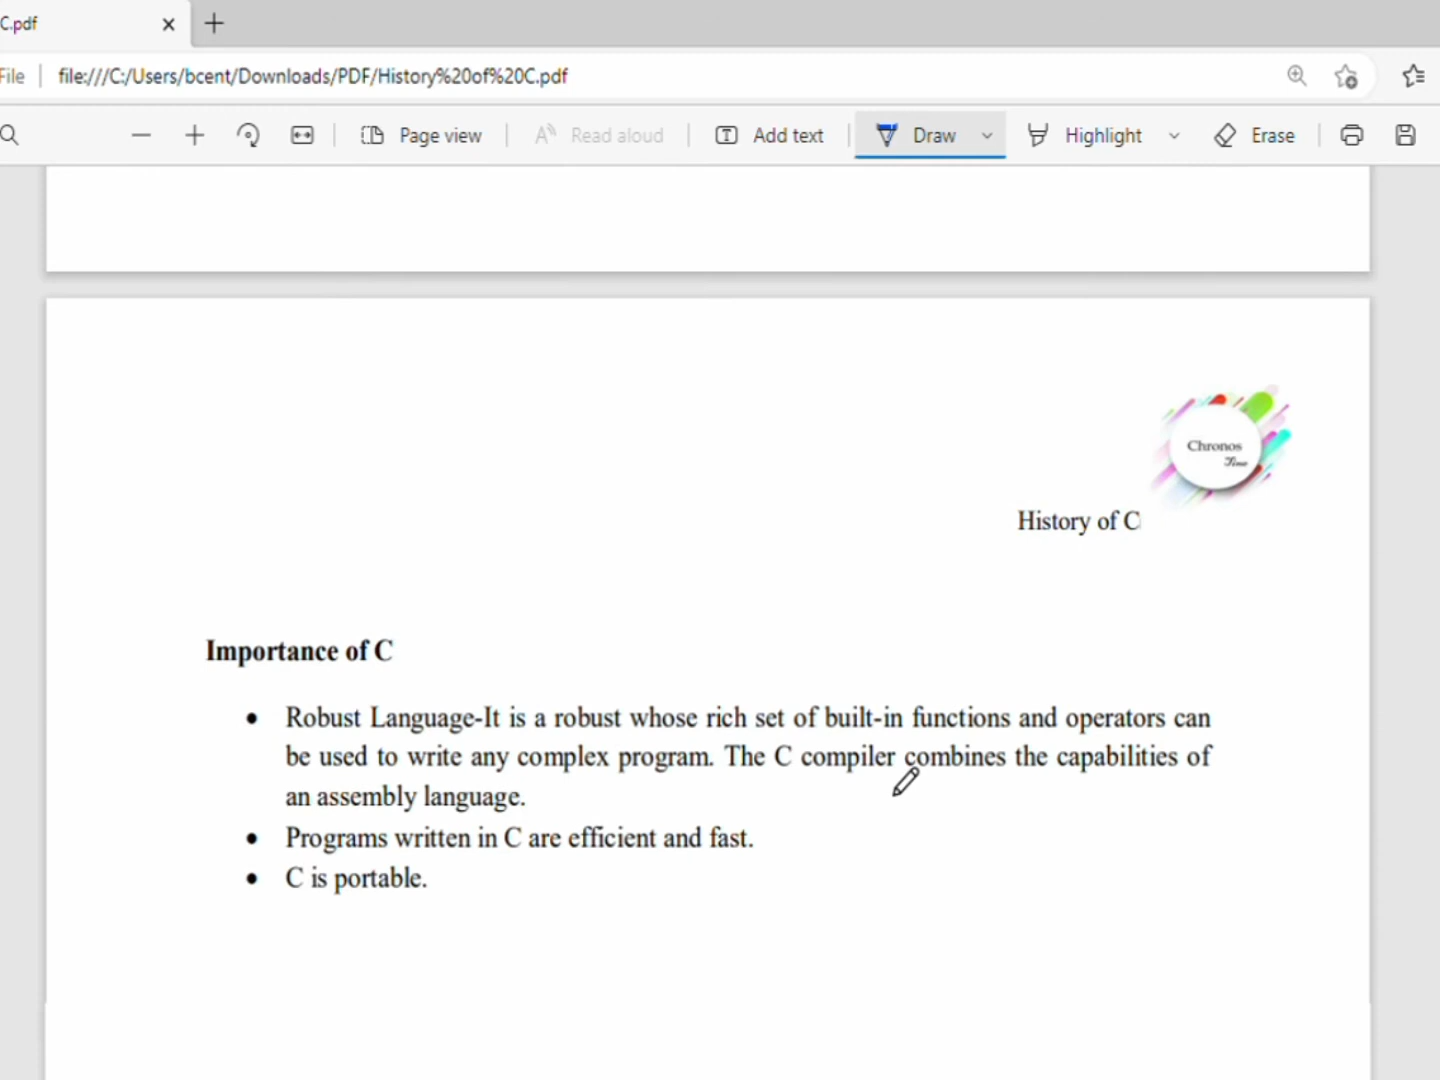 C.pdf
File file:///C:/Users/bcent/Downloads/PDF/History%20of%20C.pdf
Page view Read aloud Add text Draw Highlight Erase
Chronos
Time
History of C
Importance of C
• Robust Language-It is a robust whose rich set of built-in functions and operators can
be used to write any complex program. The C compiler combines the capabilities of
an assembly language.
• Programs written in C are efficient and fast.
• C is portable.